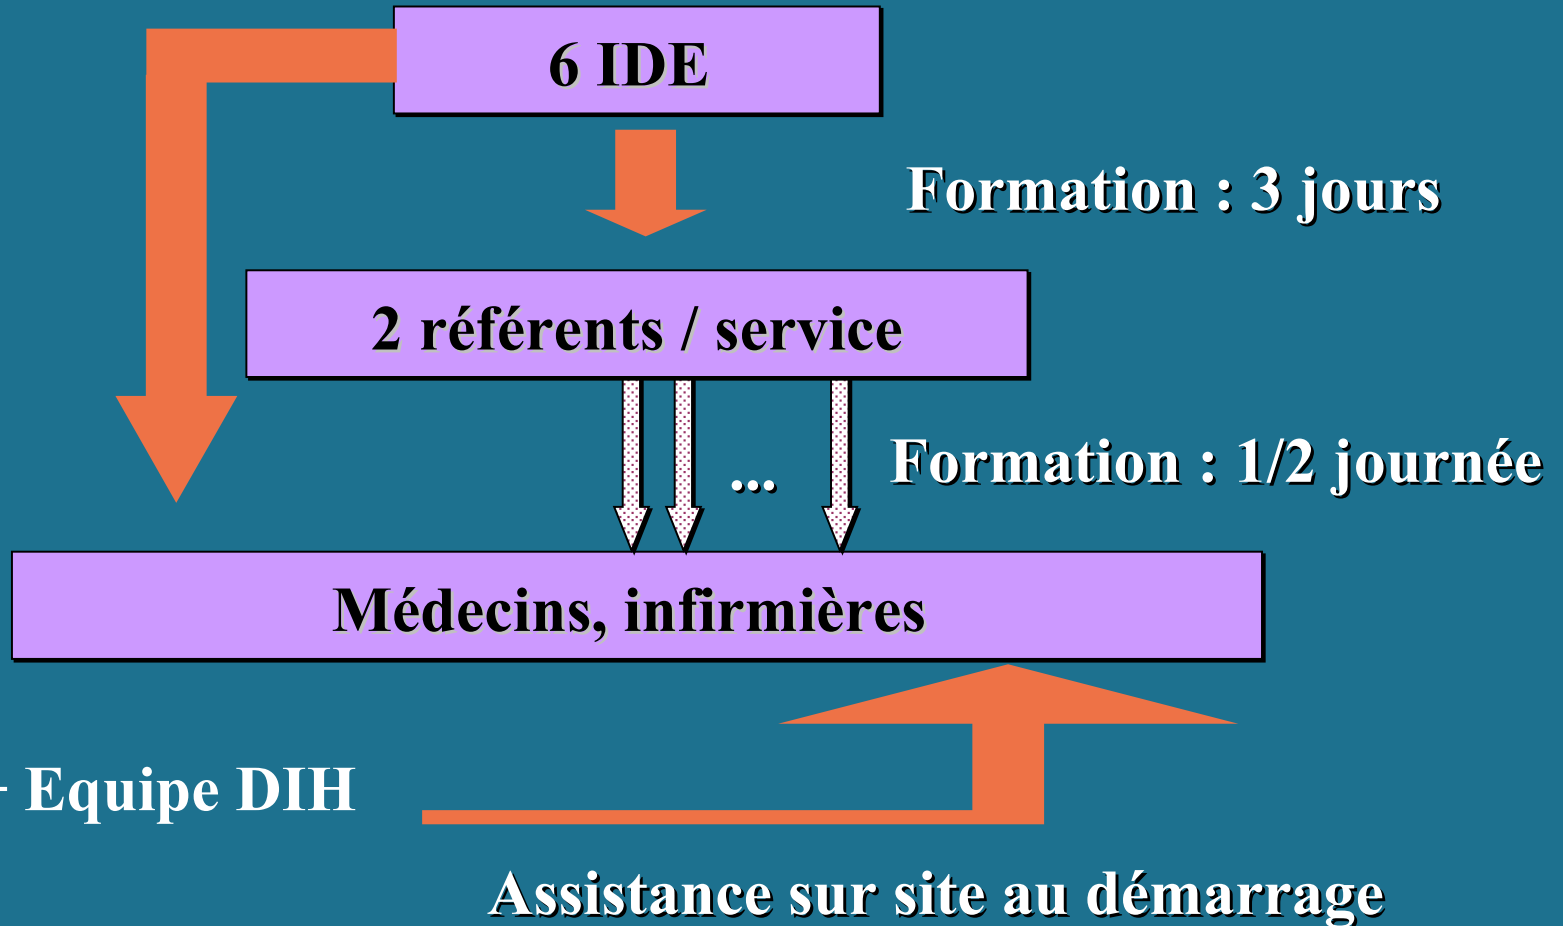 6 IDE
Formation : 3 jours
2 référents / service
...
Formation : 1/2 journée
Médecins, infirmières
Equipe DIH
Assistance sur site au démarrage